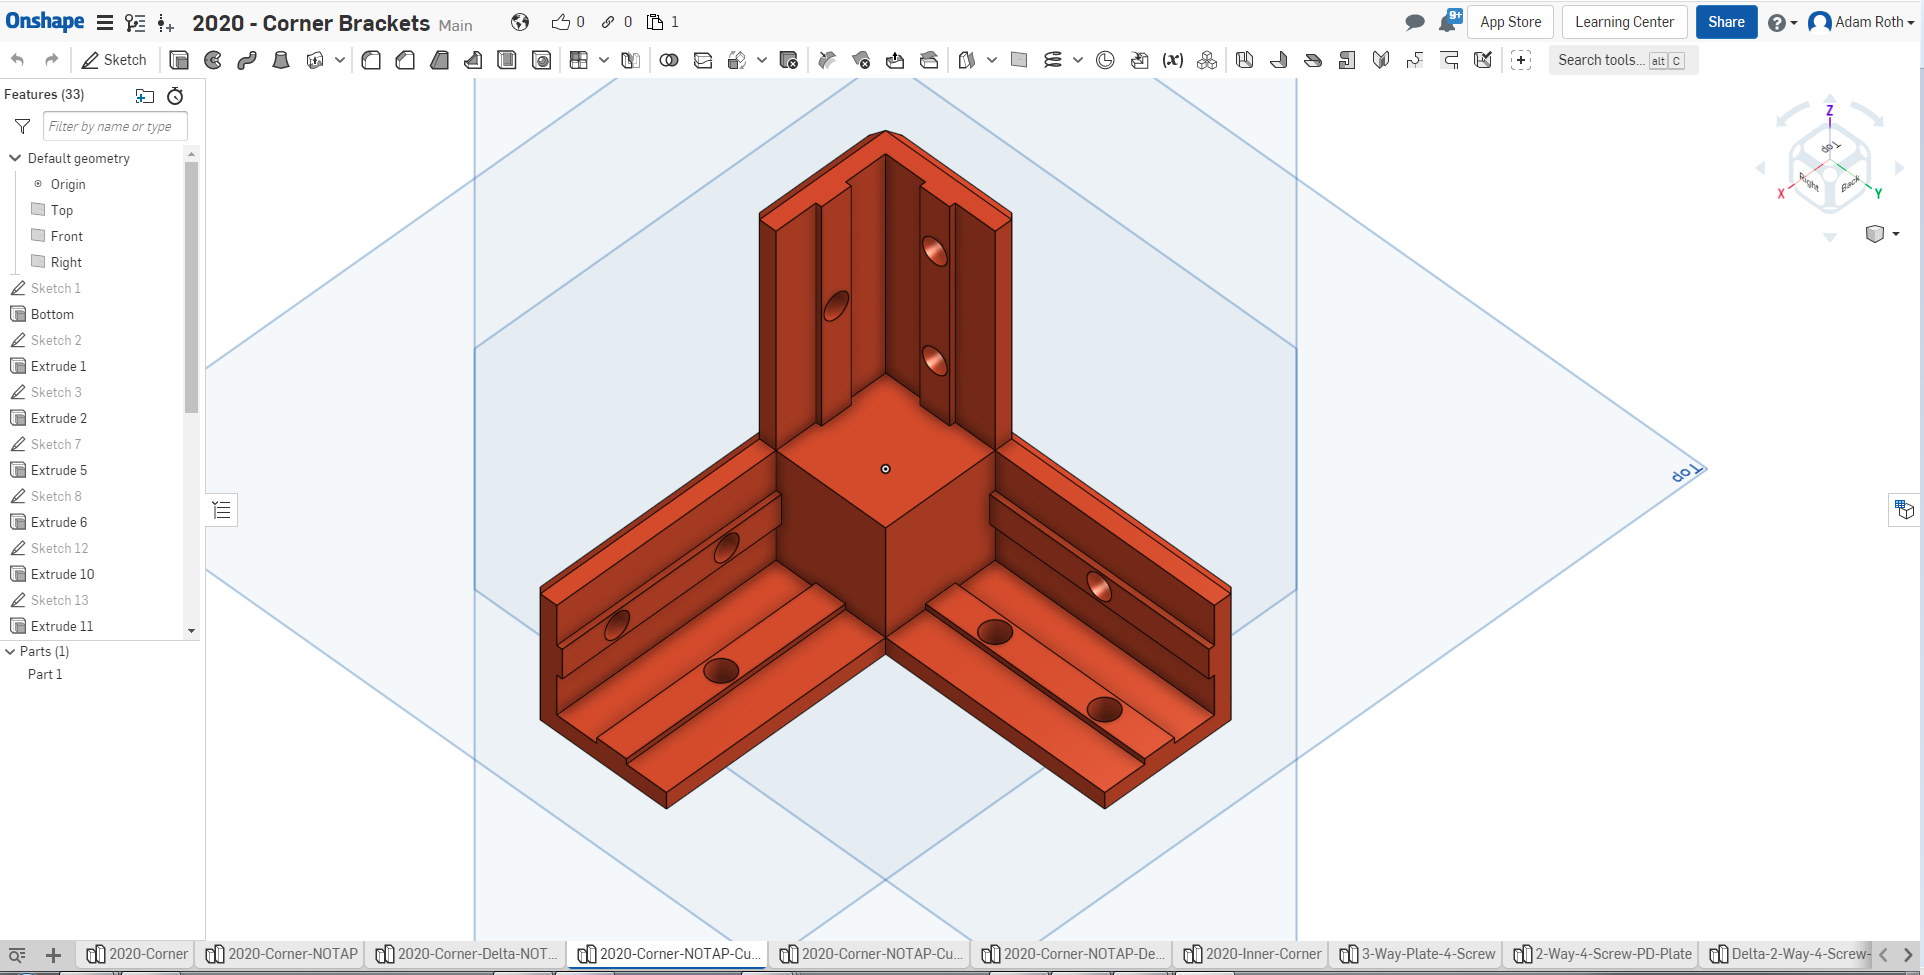 Onshape 2020 - Corner Brackets Main 0 0 1 9+ App Store Learning Center Share Adam Roth
Sketch (x) Search tools... alt C
Features (33)
Filter by name or type
Default geometry
Origin
Top
Front
Right
Sketch 1
Bottom
Sketch 2
Extrude 1
Sketch 3
Extrude 2
Sketch 7
Extrude 5
Sketch 8
Extrude 6
Sketch 12
Extrude 10
Sketch 13
Extrude 11
Parts (1)
Part 1
Z
Top
Right
Back
X
Y
Top
2020-Corner 2020-Corner-NOTAP 2020-Corner-Delta-NOT... 2020-Corner-NOTAP-Cu... 2020-Corner-NOTAP-Cu... 2020-Corner-NOTAP-De... 2020-Inner-Corner 3-Way-Plate-4-Screw 2-Way-4-Screw-PD-Plate Delta-2-Way-4-Screw-